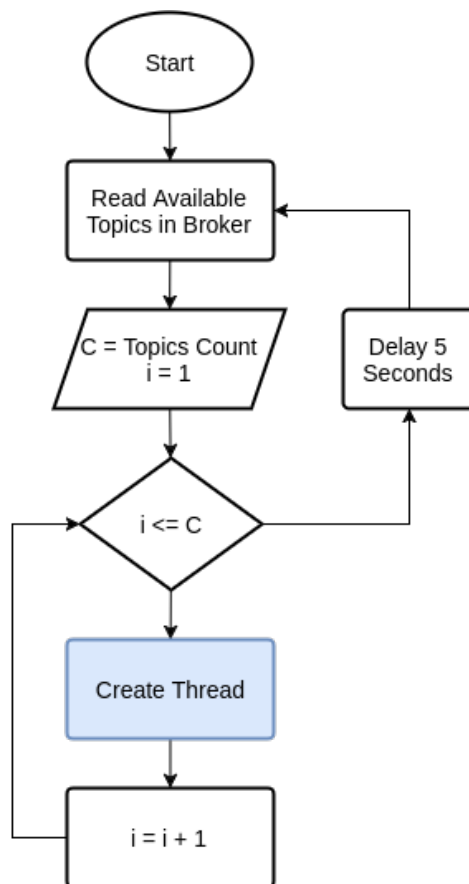 Start
Read Available
Topics in Broker
C = Topics Count
i = 1
Delay 5
Seconds
i <= C
Create Thread
i = i + 1